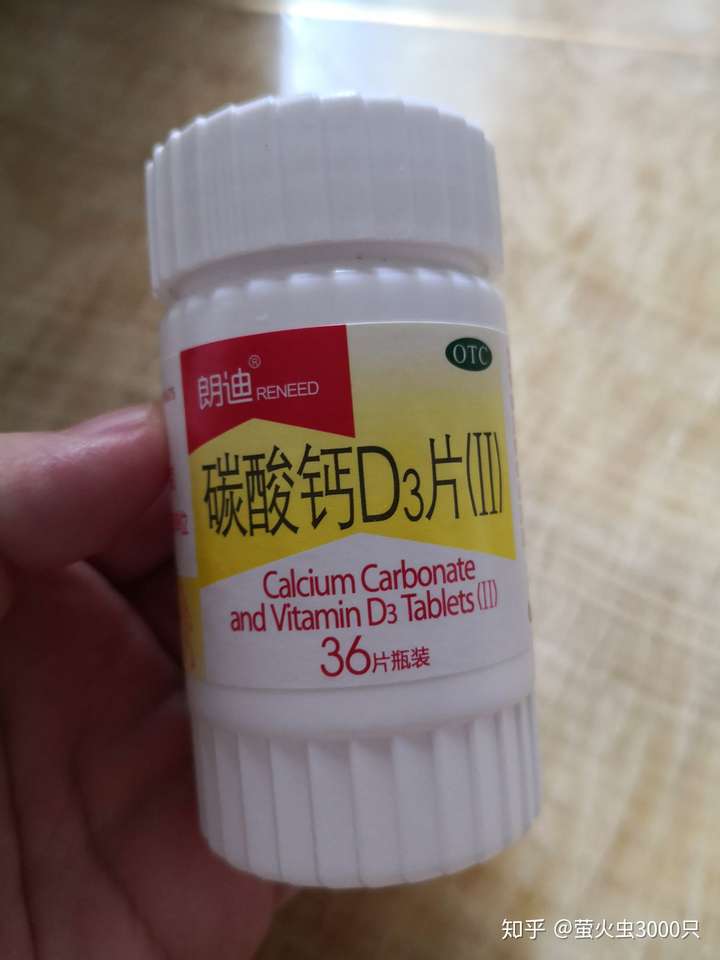 朗迪® RENEED
OTC
碳酸钙D3片(II)
Calcium Carbonate
and Vitamin D3 Tablets(II)
36片瓶装
知乎 @萤火虫3000只